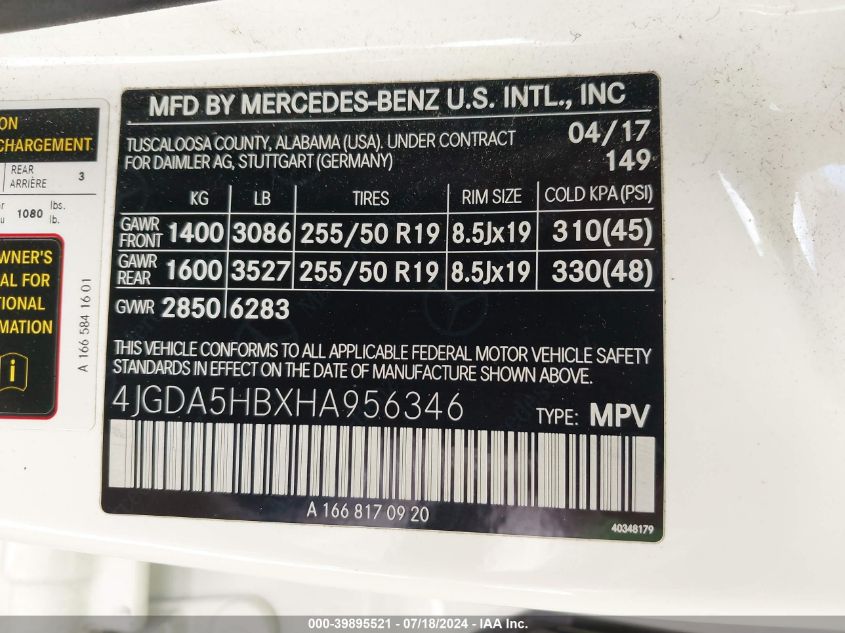 ON
CHARGEMENT
REAR
ARRIÈRE 3
1080 lbs.
lb.
OWNER'S
FOR
MATION
i
A 166 584 16 01
MFD BY MERCEDES-BENZ U.S. INTL., INC
TUSCALOOSA COUNTY, ALABAMA (USA). UNDER CONTRACT 04/17
FOR DAIMLER AG, STUTTGART (GERMANY) 149
KG LB TIRES RIM SIZE COLD KPA(PSI)
GAWR FRONT 1400 3086 255/50 R19 8.5Jx19 310(45)
GAWR REAR 1600 3527 255/50 R19 8.5Jx19 330(48)
GVWR 2850 6283
THIS VEHICLE CONFORMS TO ALL APPLICABLE FEDERAL MOTOR VEHICLE SAFETY
STANDARDS IN EFFECT ON THE DATE OF MANUFACTURE SHOWN ABOVE.
4JGDA5HBXHA956346 TYPE: MPV
A 166 817 09 20
40348179
000-39895521 - 07/18/2024 - IAA Inc.